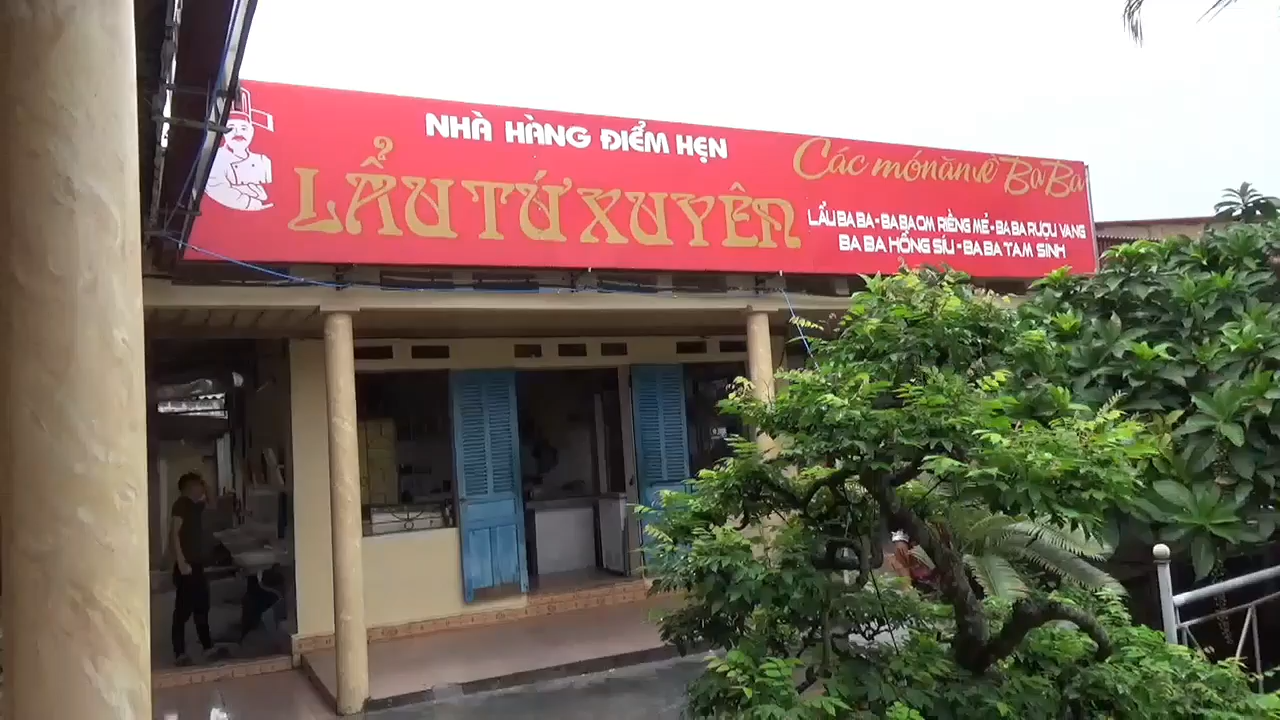 NHÀ HÀNG ĐIỂM HẸN
LẨU TỨ XUYÊN
Các món ăn về Ba Ba
LẨU BA BA - BA BA OM RIỀNG MẺ - BA BA RƯỢU VANG
BA BA HỒNG SÍU - BA BA TAM SINH